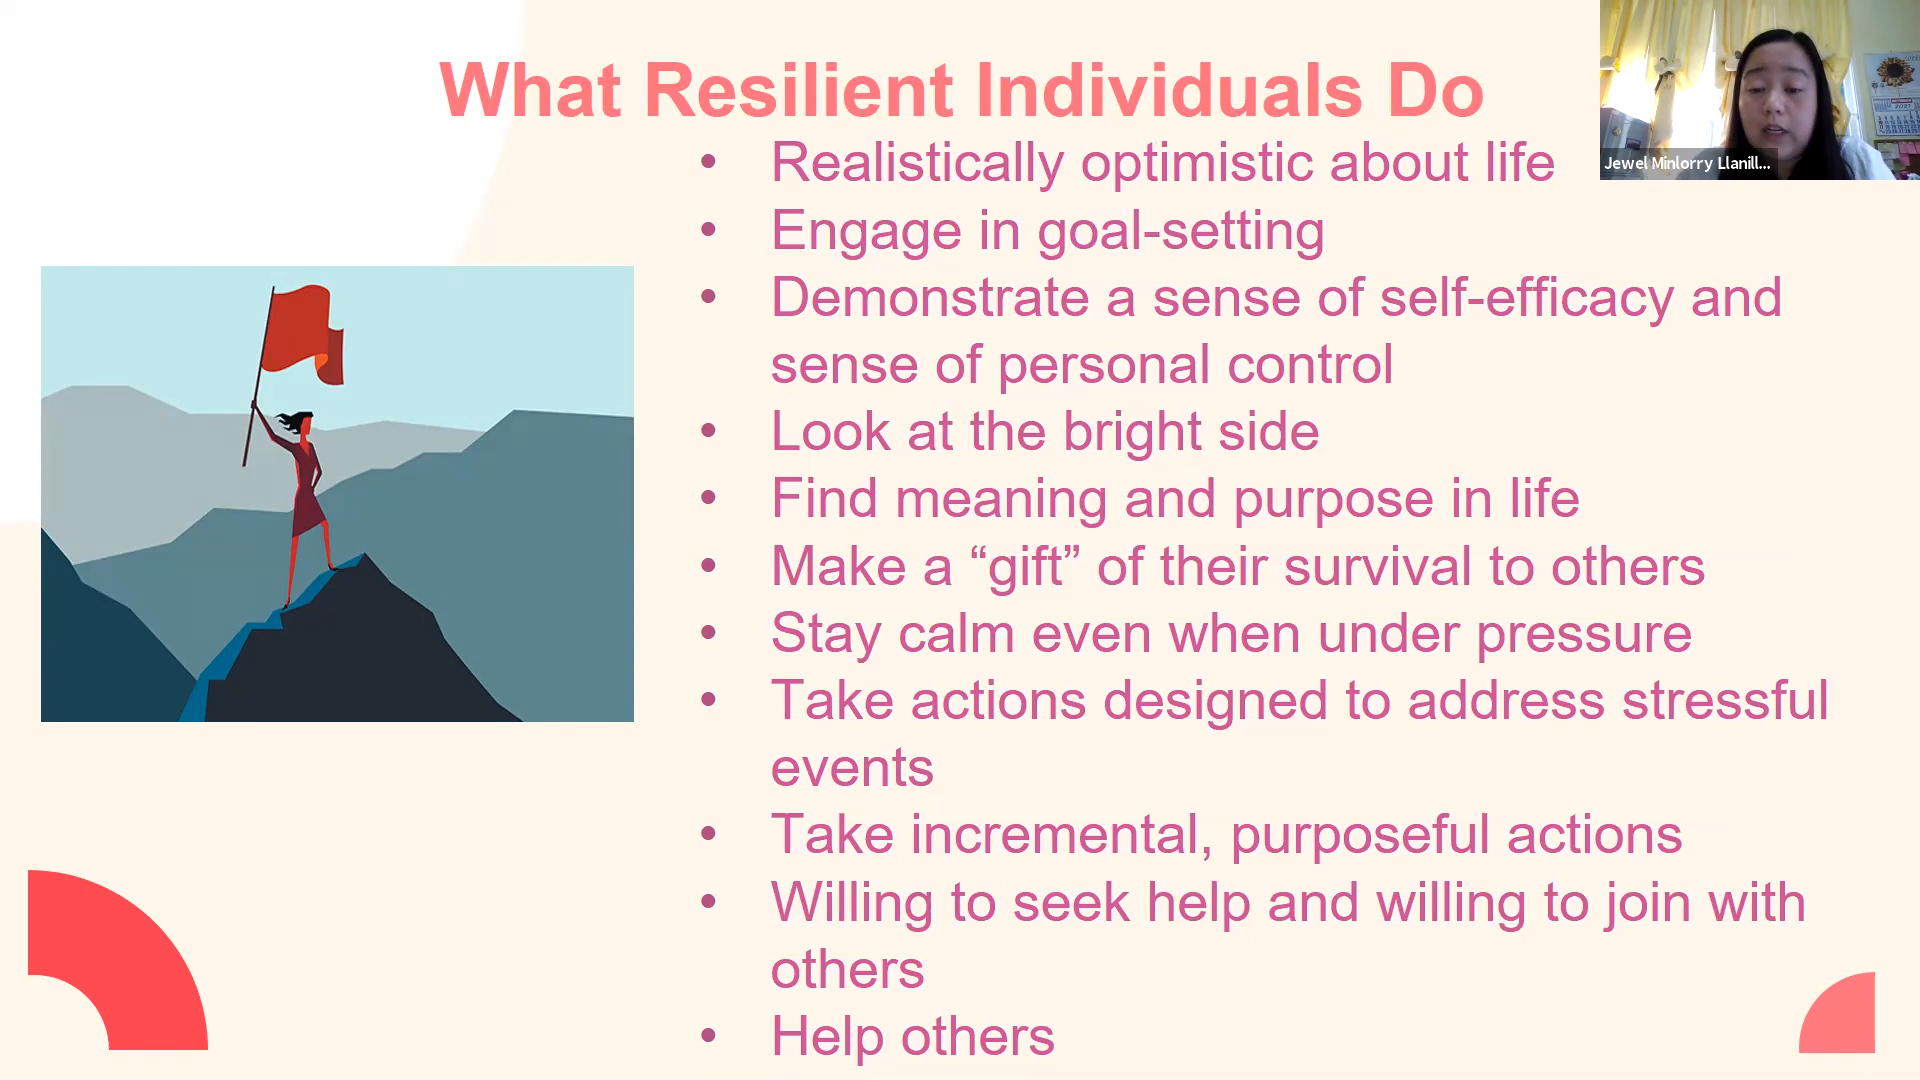 What Resilient Individuals Do
• Realistically optimistic about life
• Engage in goal-setting
• Demonstrate a sense of self-efficacy and
sense of personal control
• Look at the bright side
• Find meaning and purpose in life
• Make a “gift” of their survival to others
• Stay calm even when under pressure
• Take actions designed to address stressful
events
• Take incremental, purposeful actions
• Willing to seek help and willing to join with
others
• Help others
Jewel Minlorry Llanill...
2021